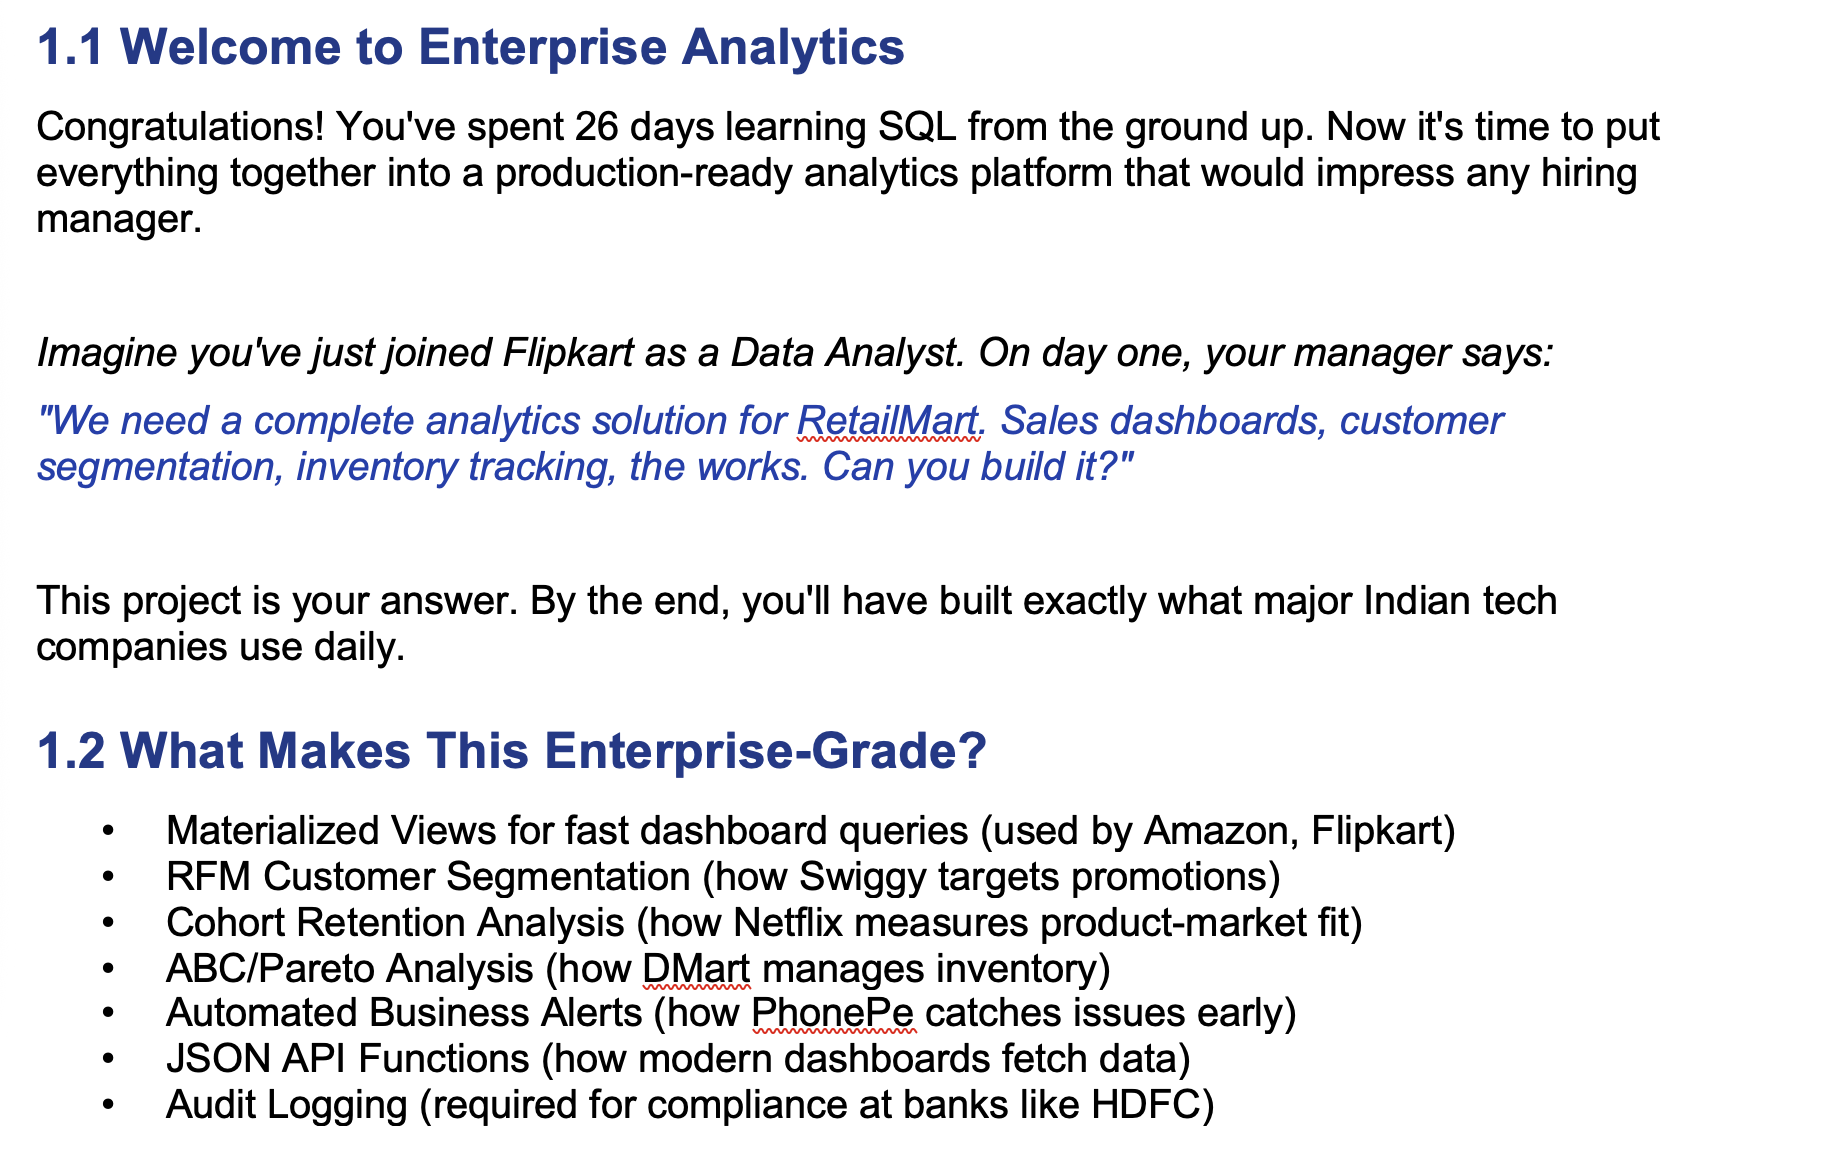 1.1 Welcome to Enterprise Analytics
Congratulations! You've spent 26 days learning SQL from the ground up. Now it's time to put
everything together into a production-ready analytics platform that would impress any hiring
manager.
Imagine you've just joined Flipkart as a Data Analyst. On day one, your manager says:
"We need a complete analytics solution for RetailMart. Sales dashboards, customer
segmentation, inventory tracking, the works. Can you build it?"
This project is your answer. By the end, you'll have built exactly what major Indian tech
companies use daily.
1.2 What Makes This Enterprise-Grade?
• Materialized Views for fast dashboard queries (used by Amazon, Flipkart)
• RFM Customer Segmentation (how Swiggy targets promotions)
• Cohort Retention Analysis (how Netflix measures product-market fit)
• ABC/Pareto Analysis (how DMart manages inventory)
• Automated Business Alerts (how PhonePe catches issues early)
• JSON API Functions (how modern dashboards fetch data)
• Audit Logging (required for compliance at banks like HDFC)